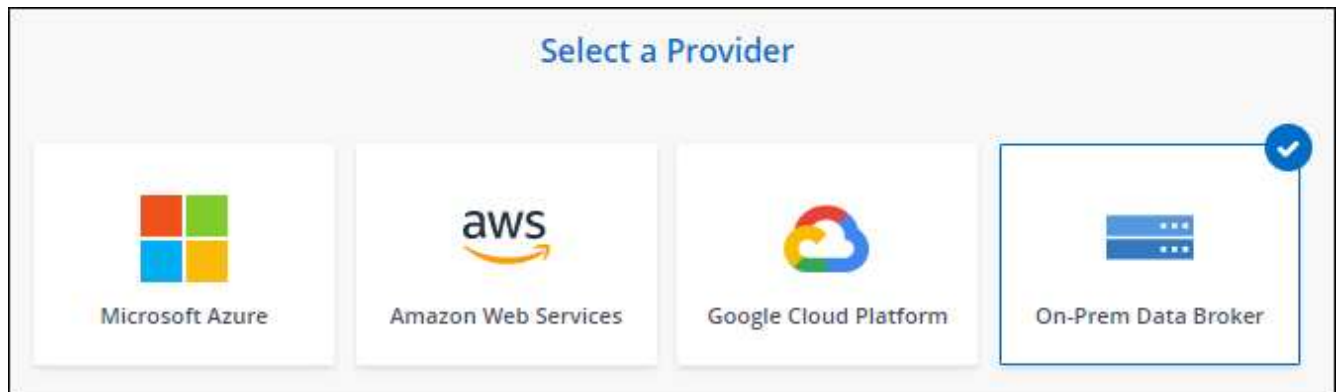 Select a Provider
aws
Microsoft Azure
Amazon Web Services
Google Cloud Platform
On-Prem Data Broker